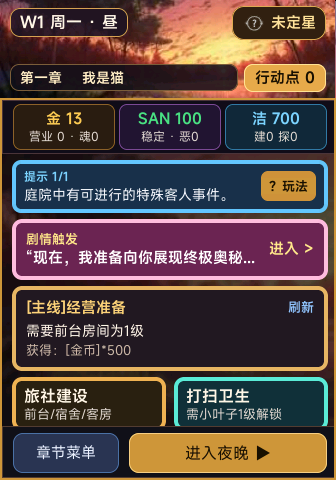 W1 周一 · 昼
? 未定星
第一章 我是猫
行动点 0
金 13
营业 0 · 魂0
SAN 100
稳定 · 恶0
洁 700
建0 探0
提示 1/1
庭院中有可进行的特殊客人事件。
? 玩法
剧情触发
“现在，我准备向你展现终极奥秘...
进入 >
[主线]经营准备
刷新
需要前台房间为1级
获得：[金币]*500
旅社建设
前台/宿舍/客房
打扫卫生
需小叶子1级解锁
章节菜单
进入夜晚 ▶